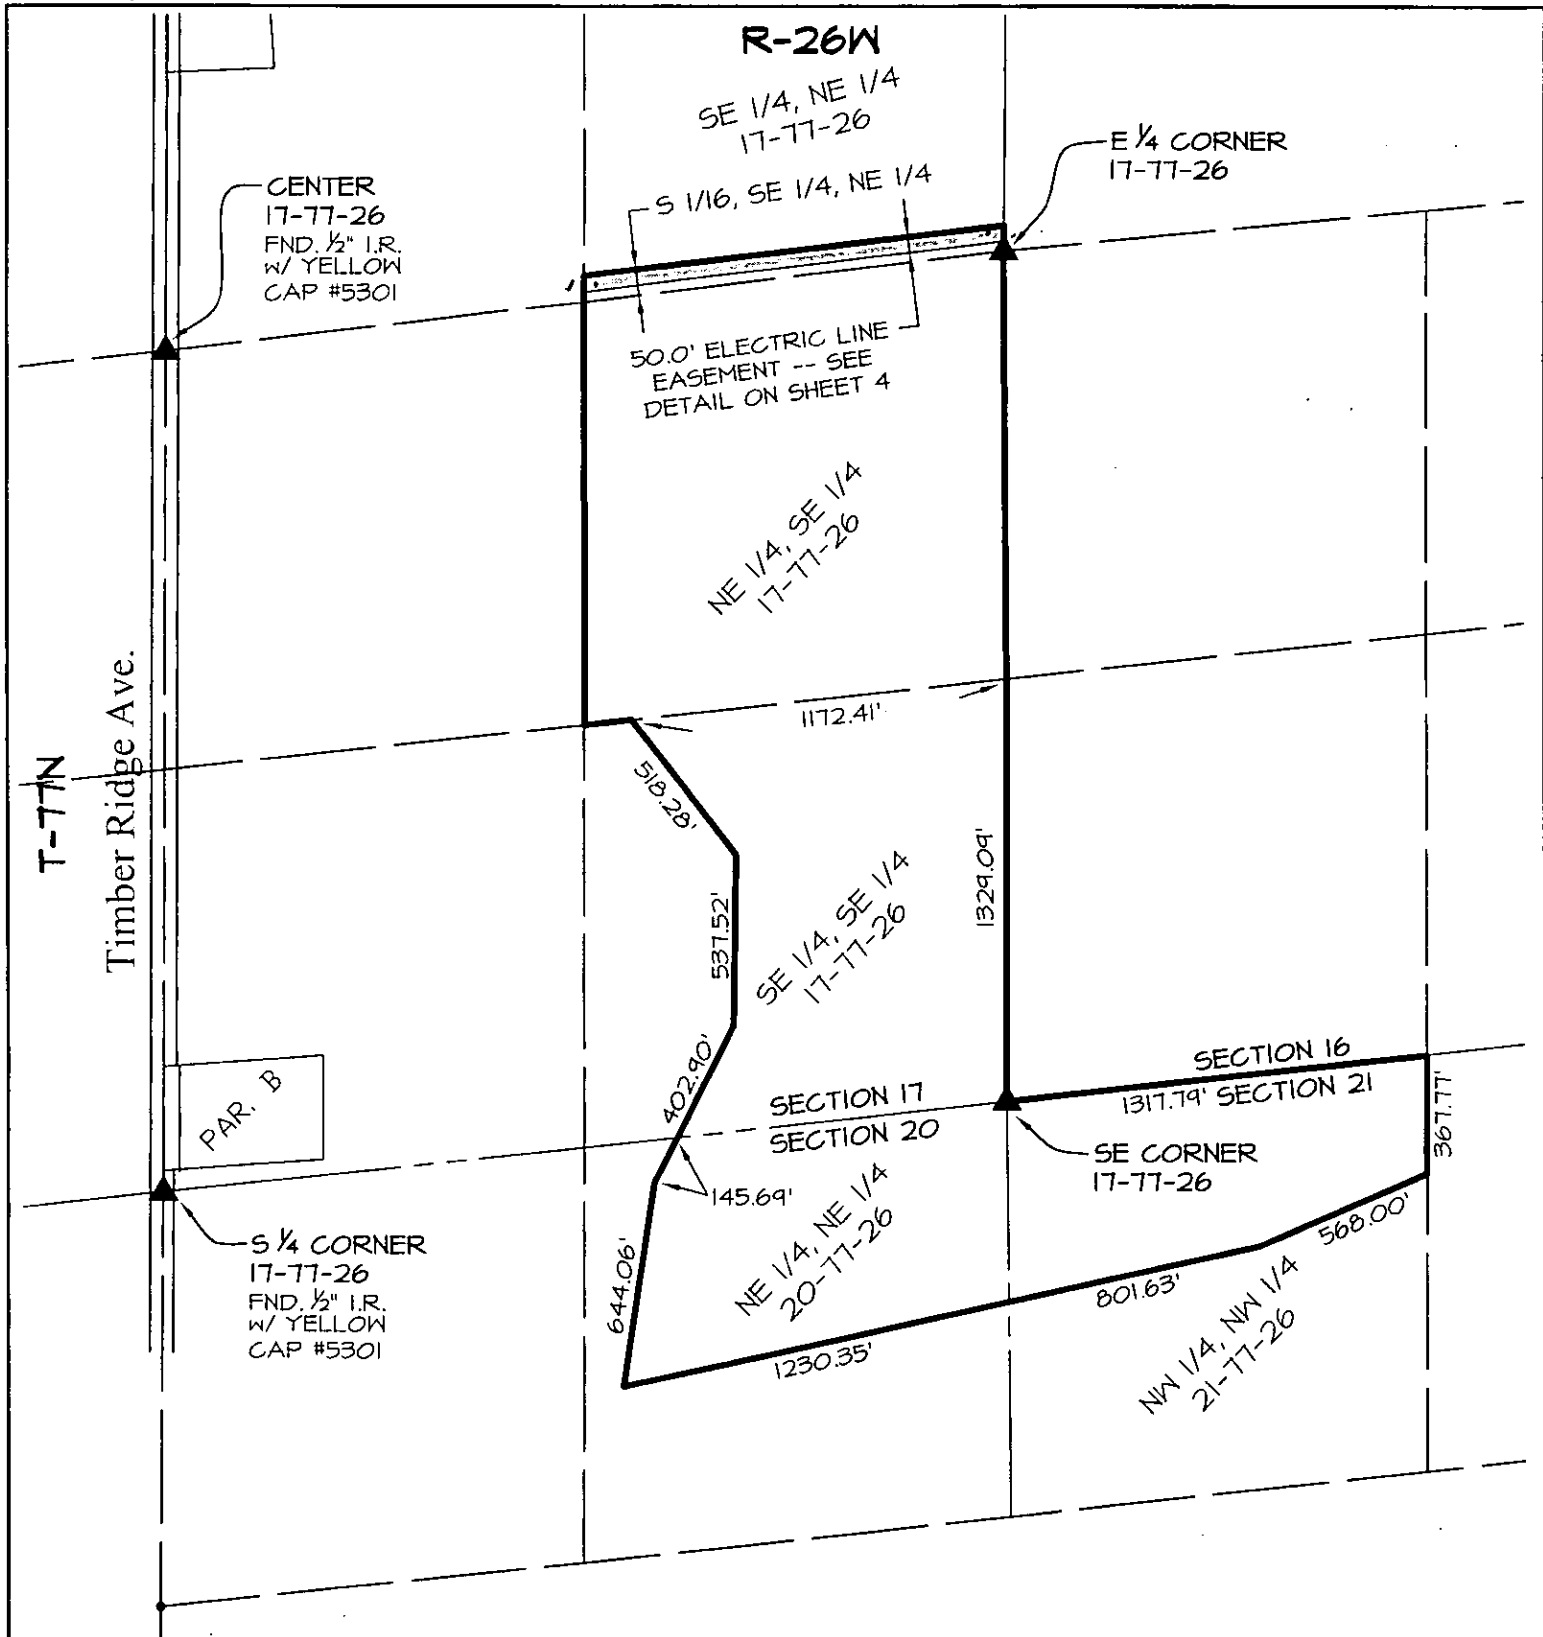 R-26W
SE 1/4, NE 1/4
17-77-26
S 1/16, SE 1/4, NE 1/4
E 1/4 CORNER
17-77-26
CENTER
17-77-26
FND. 1/2" I.R.
W/ YELLOW
CAP #5301
50.0' ELECTRIC LINE
EASEMENT -- SEE
DETAIL ON SHEET 4
NE 1/4, SE 1/4
17-77-26
T-77N
Timber Ridge Ave.
1172.41'
518.28'
537.52'
1329.09'
SE 1/4, SE 1/4
17-77-26
402.90'
PAR. B
SECTION 17
SECTION 20
SECTION 16
1317.79' SECTION 21
367.77'
SE CORNER
17-77-26
145.69'
S 1/4 CORNER
17-77-26
FND. 1/2" I.R.
W/ YELLOW
CAP #5301
644.06'
NE 1/4, NE 1/4
20-77-26
568.00'
801.63'
1230.35'
NW 1/4, NW 1/4
21-77-26